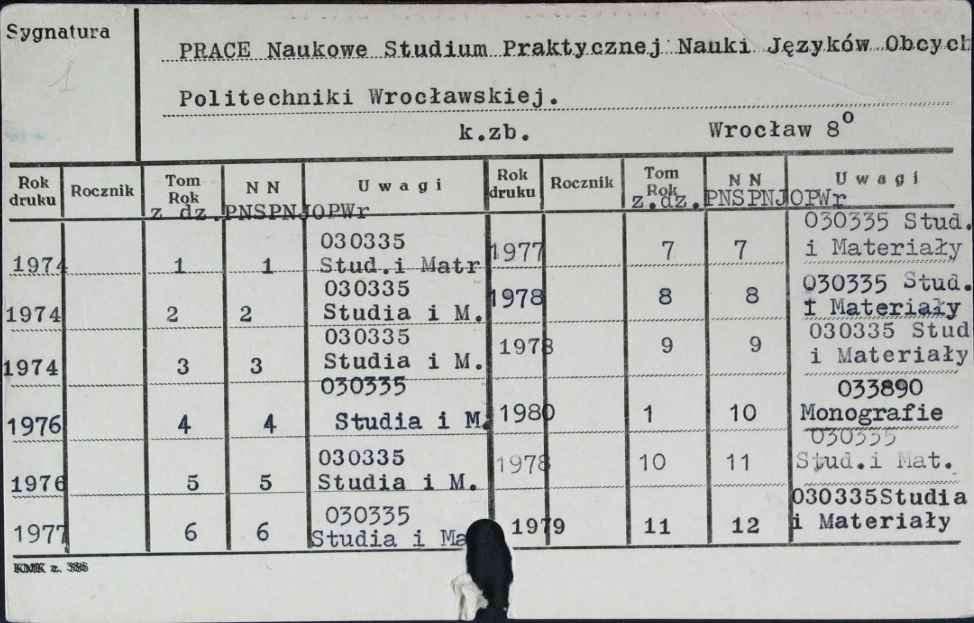 Sygnatura
1
PRACE Naukowe Studium Praktycznej Nauki Języków Obcych
Politechniki Wrocławskiej.
k.zb. Wrocław 8º
Rok druku Rocznik Tom Rok N N U w a g i Rok druku Rocznik Tom Rok N N U w a g i
z dz. PNSPNJOPWr z.dz. PNSPNJOPWr
1974 1 1 030335 Stud.i Matr 1977 7 7 030335 Stud. i Materiały
1974 2 2 030335 Studia i M. 1978 8 8 030335 Stud. i Materiały
1974 3 3 030335 Studia i M. 1978 9 9 030335 Stud i Materiały
1976 4 4 030335 Studia i M. 1980 1 10 033890 Monografie
1976 5 5 030335 Studia i M. 1978 10 11 030335 Stud.i Mat.
1977 6 6 030335 Studia i Ma 1979 11 12 030335Studia i Materiały
KMK z. 386